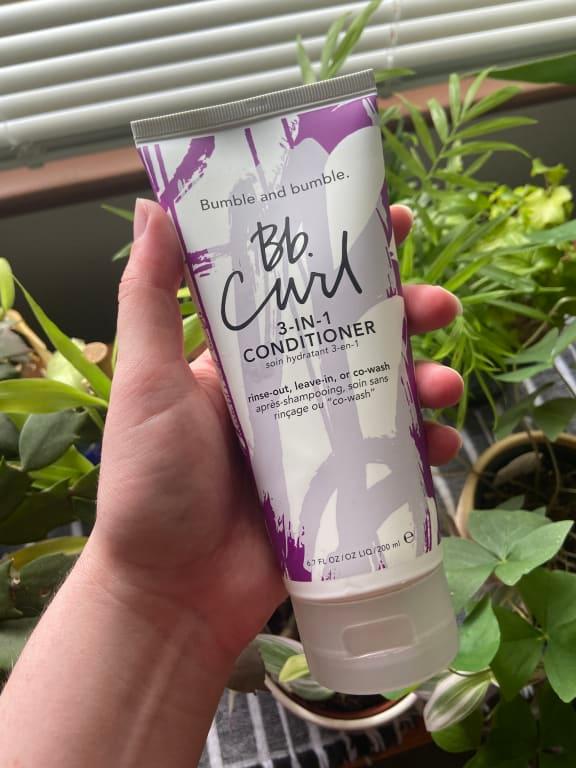 Bumble and bumble.
Bb.
Curl
3-IN-1
CONDITIONER
soin hydratant 3-en-1
rinse-out, leave-in, or co-wash
après-shampooing, soin sans
rinçage ou "co-wash"
6.7 FL OZ/OZ LIQ/200 ml ℮